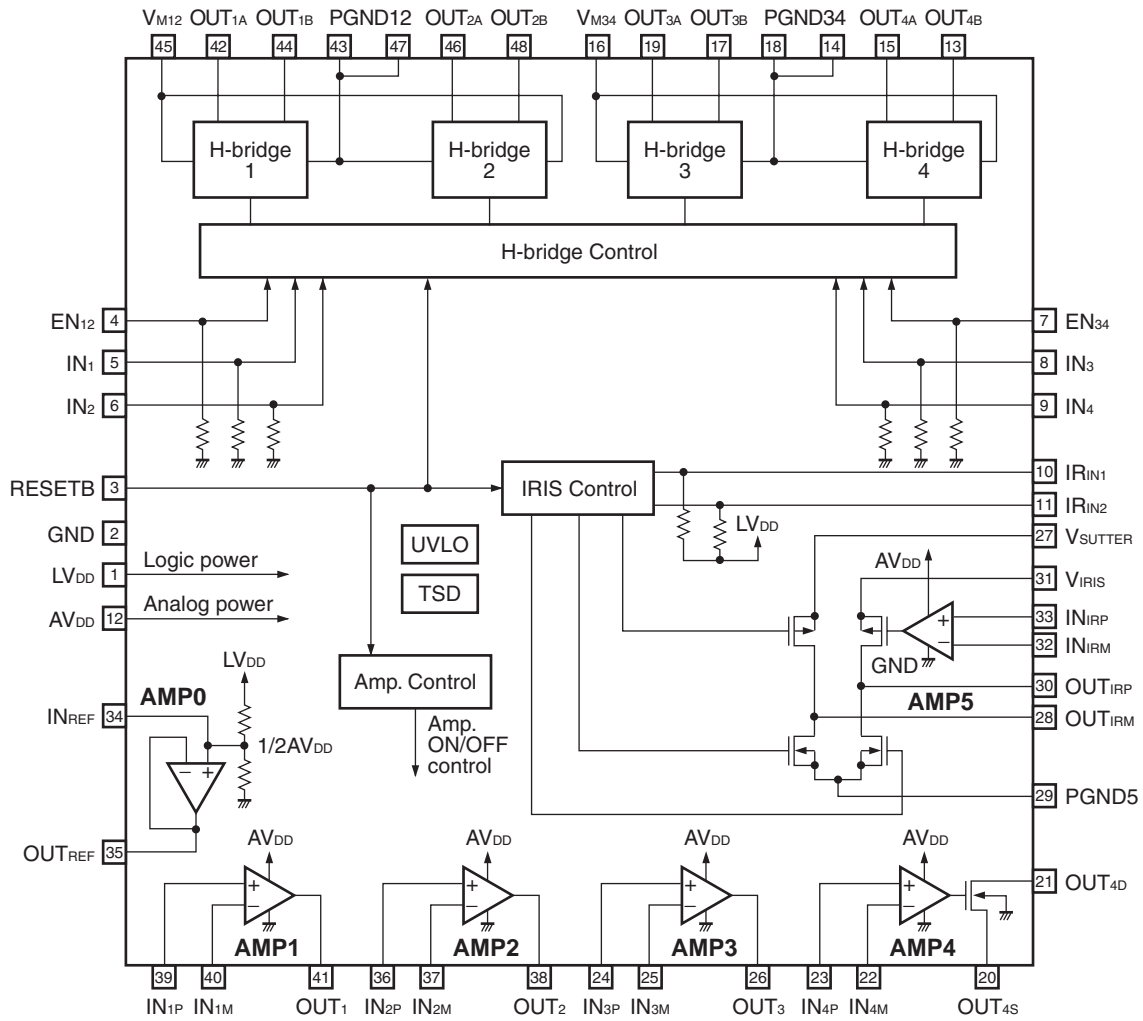 VM12 OUT1A OUT1B PGND12 OUT2A OUT2B VM34 OUT3A OUT3B PGND34 OUT4A OUT4B
45 42 44 43 47 46 48 16 19 17 18 14 15 13
H-bridge
1
H-bridge
2
H-bridge
3
H-bridge
4
H-bridge Control
EN12 4
7 EN34
IN1 5
8 IN3
IN2 6
9 IN4
RESETB 3
IRIS Control
10 IRIN1
11 IRIN2
LVDD
GND 2
UVLO
27 VSUTTER
LVDD 1
Logic power
TSD
AVDD
31 VIRIS
AVDD 12
Analog power
+
33 INIRP
−
32 INIRM
GND
LVDD
Amp. Control
AMP0
AMP5
30 OUTIRP
INREF 34
28 OUTIRM
1/2AVDD
Amp.
ON/OFF
control
− +
29 PGND5
OUTREF 35
AVDD
AVDD
AVDD
AVDD
21 OUT4D
+
−
+
−
+
−
+
−
AMP1
AMP2
AMP3
AMP4
39 40 41 36 37 38 24 25 26 23 22 20
IN1P IN1M OUT1 IN2P IN2M OUT2 IN3P IN3M OUT3 IN4P IN4M OUT4S